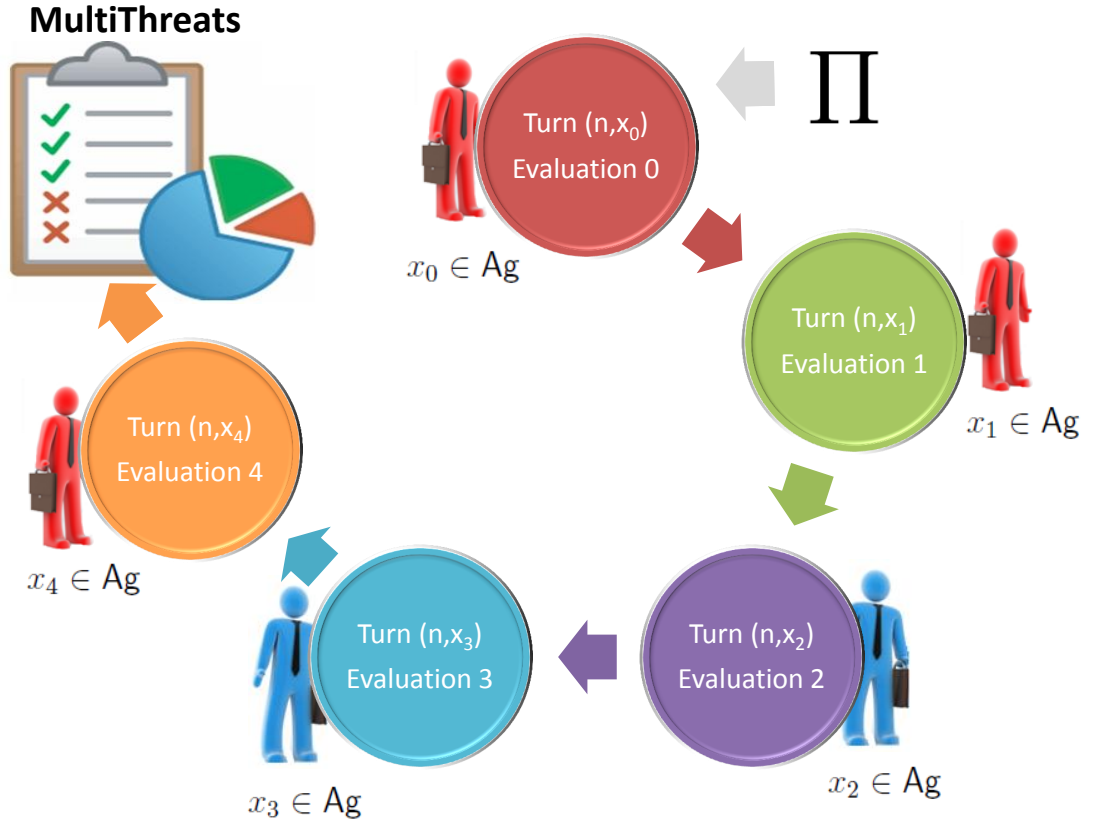 MultiThreats
∏
Turn (n,x₀)
Evaluation 0
x₀ ∈ Ag
Turn (n,x₁)
Evaluation 1
x₁ ∈ Ag
Turn (n,x₂)
Evaluation 2
x₂ ∈ Ag
Turn (n,x₃)
Evaluation 3
x₃ ∈ Ag
Turn (n,x₄)
Evaluation 4
x₄ ∈ Ag